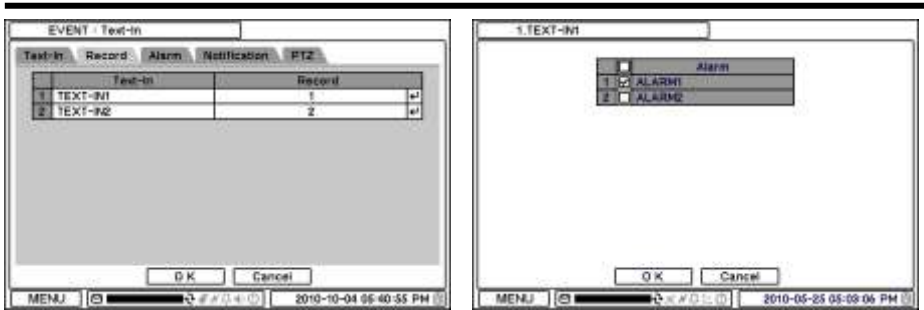 EVENT / Text-In
Text-In Record Alarm Notification PTZ
Text-In Record
1 TEXT-IN1 1
2 TEXT-IN2 2
OK Cancel
MENU 2010-10-04 05:40:55 PM
1.TEXT-IN1
Alarm
1 ALARM1
2 ALARM2
OK Cancel
MENU 2010-05-25 05:03:06 PM